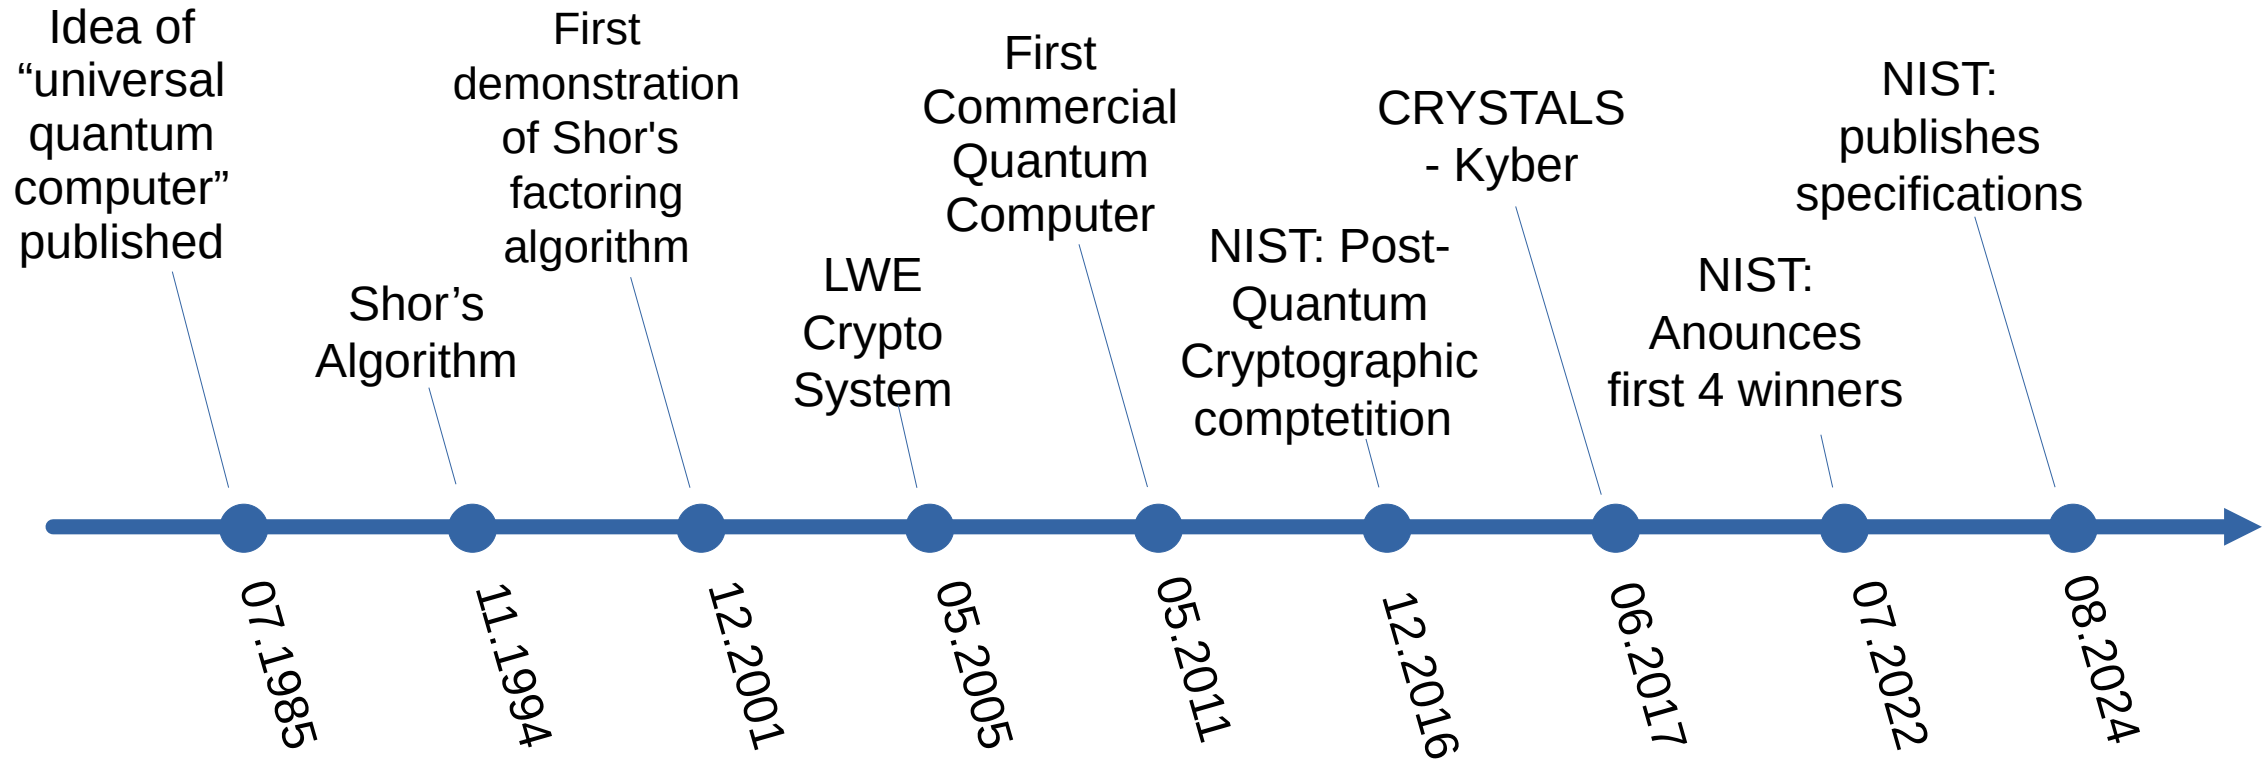 Idea of
“universal
quantum
computer”
published
Shor’s
Algorithm
First
demonstration
of Shor's
factoring
algorithm
LWE
Crypto
System
First
Commercial
Quantum
Computer
NIST: Post-
Quantum
Cryptographic
comptetition
CRYSTALS
- Kyber
NIST:
Anounces
first 4 winners
NIST:
publishes
specifications
07.1985
11.1994
12.2001
05.2005
05.2011
12.2016
06.2017
07.2022
08.2024